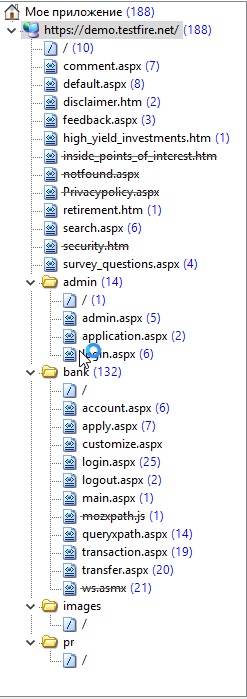 Мое приложение (188)
https://demo.testfire.net/ (188)
/ (10)
comment.aspx (7)
default.aspx (8)
disclaimer.htm (2)
feedback.aspx (3)
high_yield_investments.htm (1)
inside_points_of_interest.htm
notfound.aspx
Privacypolicy.aspx
retirement.htm (1)
search.aspx (6)
security.htm
survey_questions.aspx (4)
admin (14)
/ (1)
admin.aspx (5)
application.aspx (2)
login.aspx (6)
bank (132)
/
account.aspx (6)
apply.aspx (7)
customize.aspx
login.aspx (25)
logout.aspx (2)
main.aspx (1)
mozxpath.js (1)
queryxpath.aspx (14)
transaction.aspx (19)
transfer.aspx (20)
ws.asmx (21)
images
/
pr
/